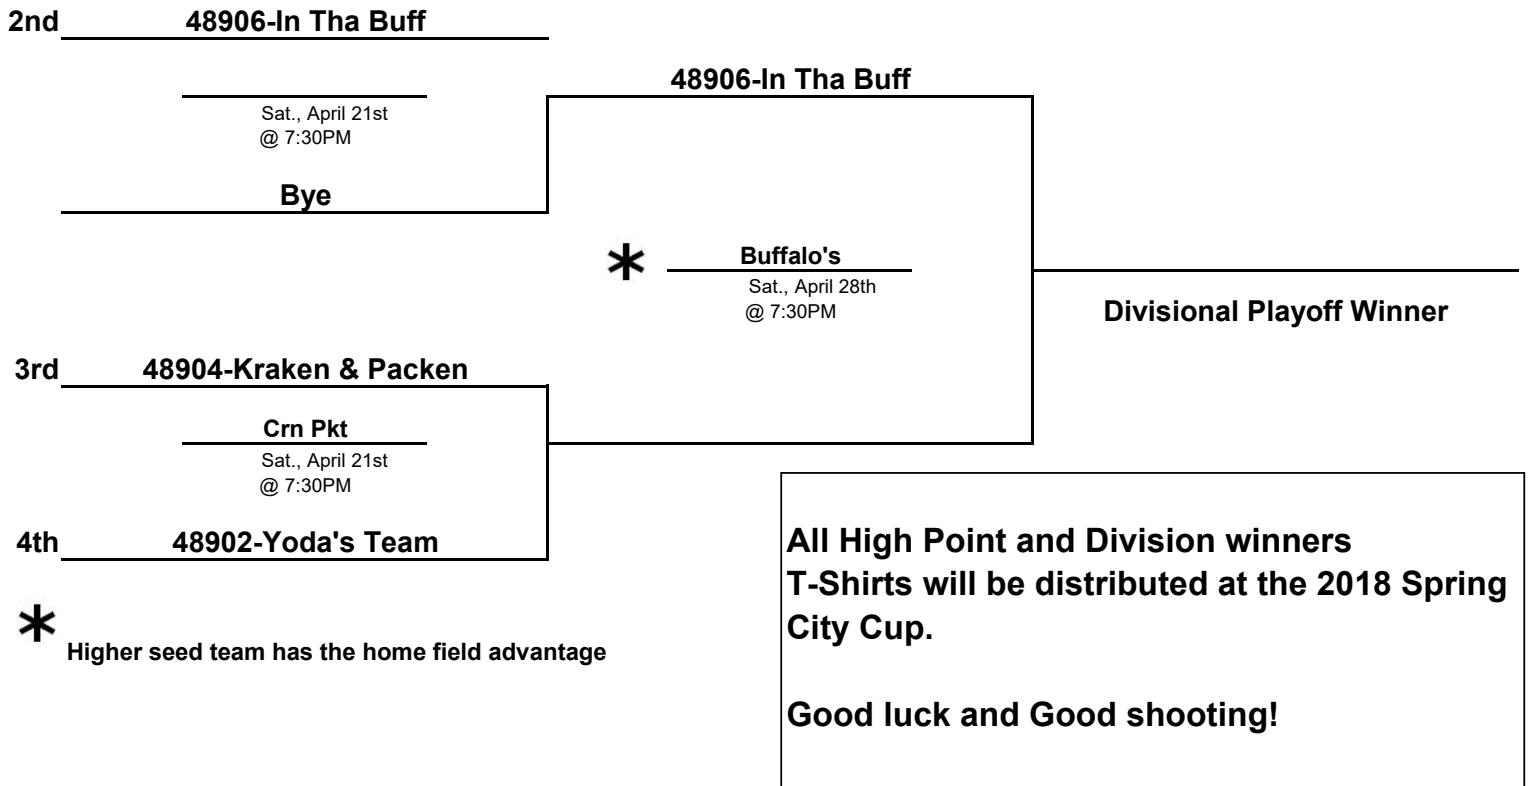 2nd 48906-In Tha Buff
48906-In Tha Buff
Sat., April 21st
@ 7:30PM
Bye
* Buffalo's
Sat., April 28th
@ 7:30PM
Divisional Playoff Winner
3rd 48904-Kraken & Packen
Crn Pkt
Sat., April 21st
@ 7:30PM
4th 48902-Yoda's Team
* Higher seed team has the home field advantage
All High Point and Division winners
T-Shirts will be distributed at the 2018 Spring
City Cup.
Good luck and Good shooting!